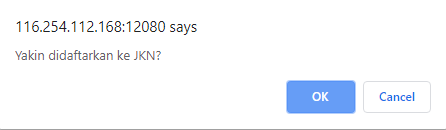 116.254.112.168:12080 says
Yakin didaftarkan ke JKN?
OK
Cancel